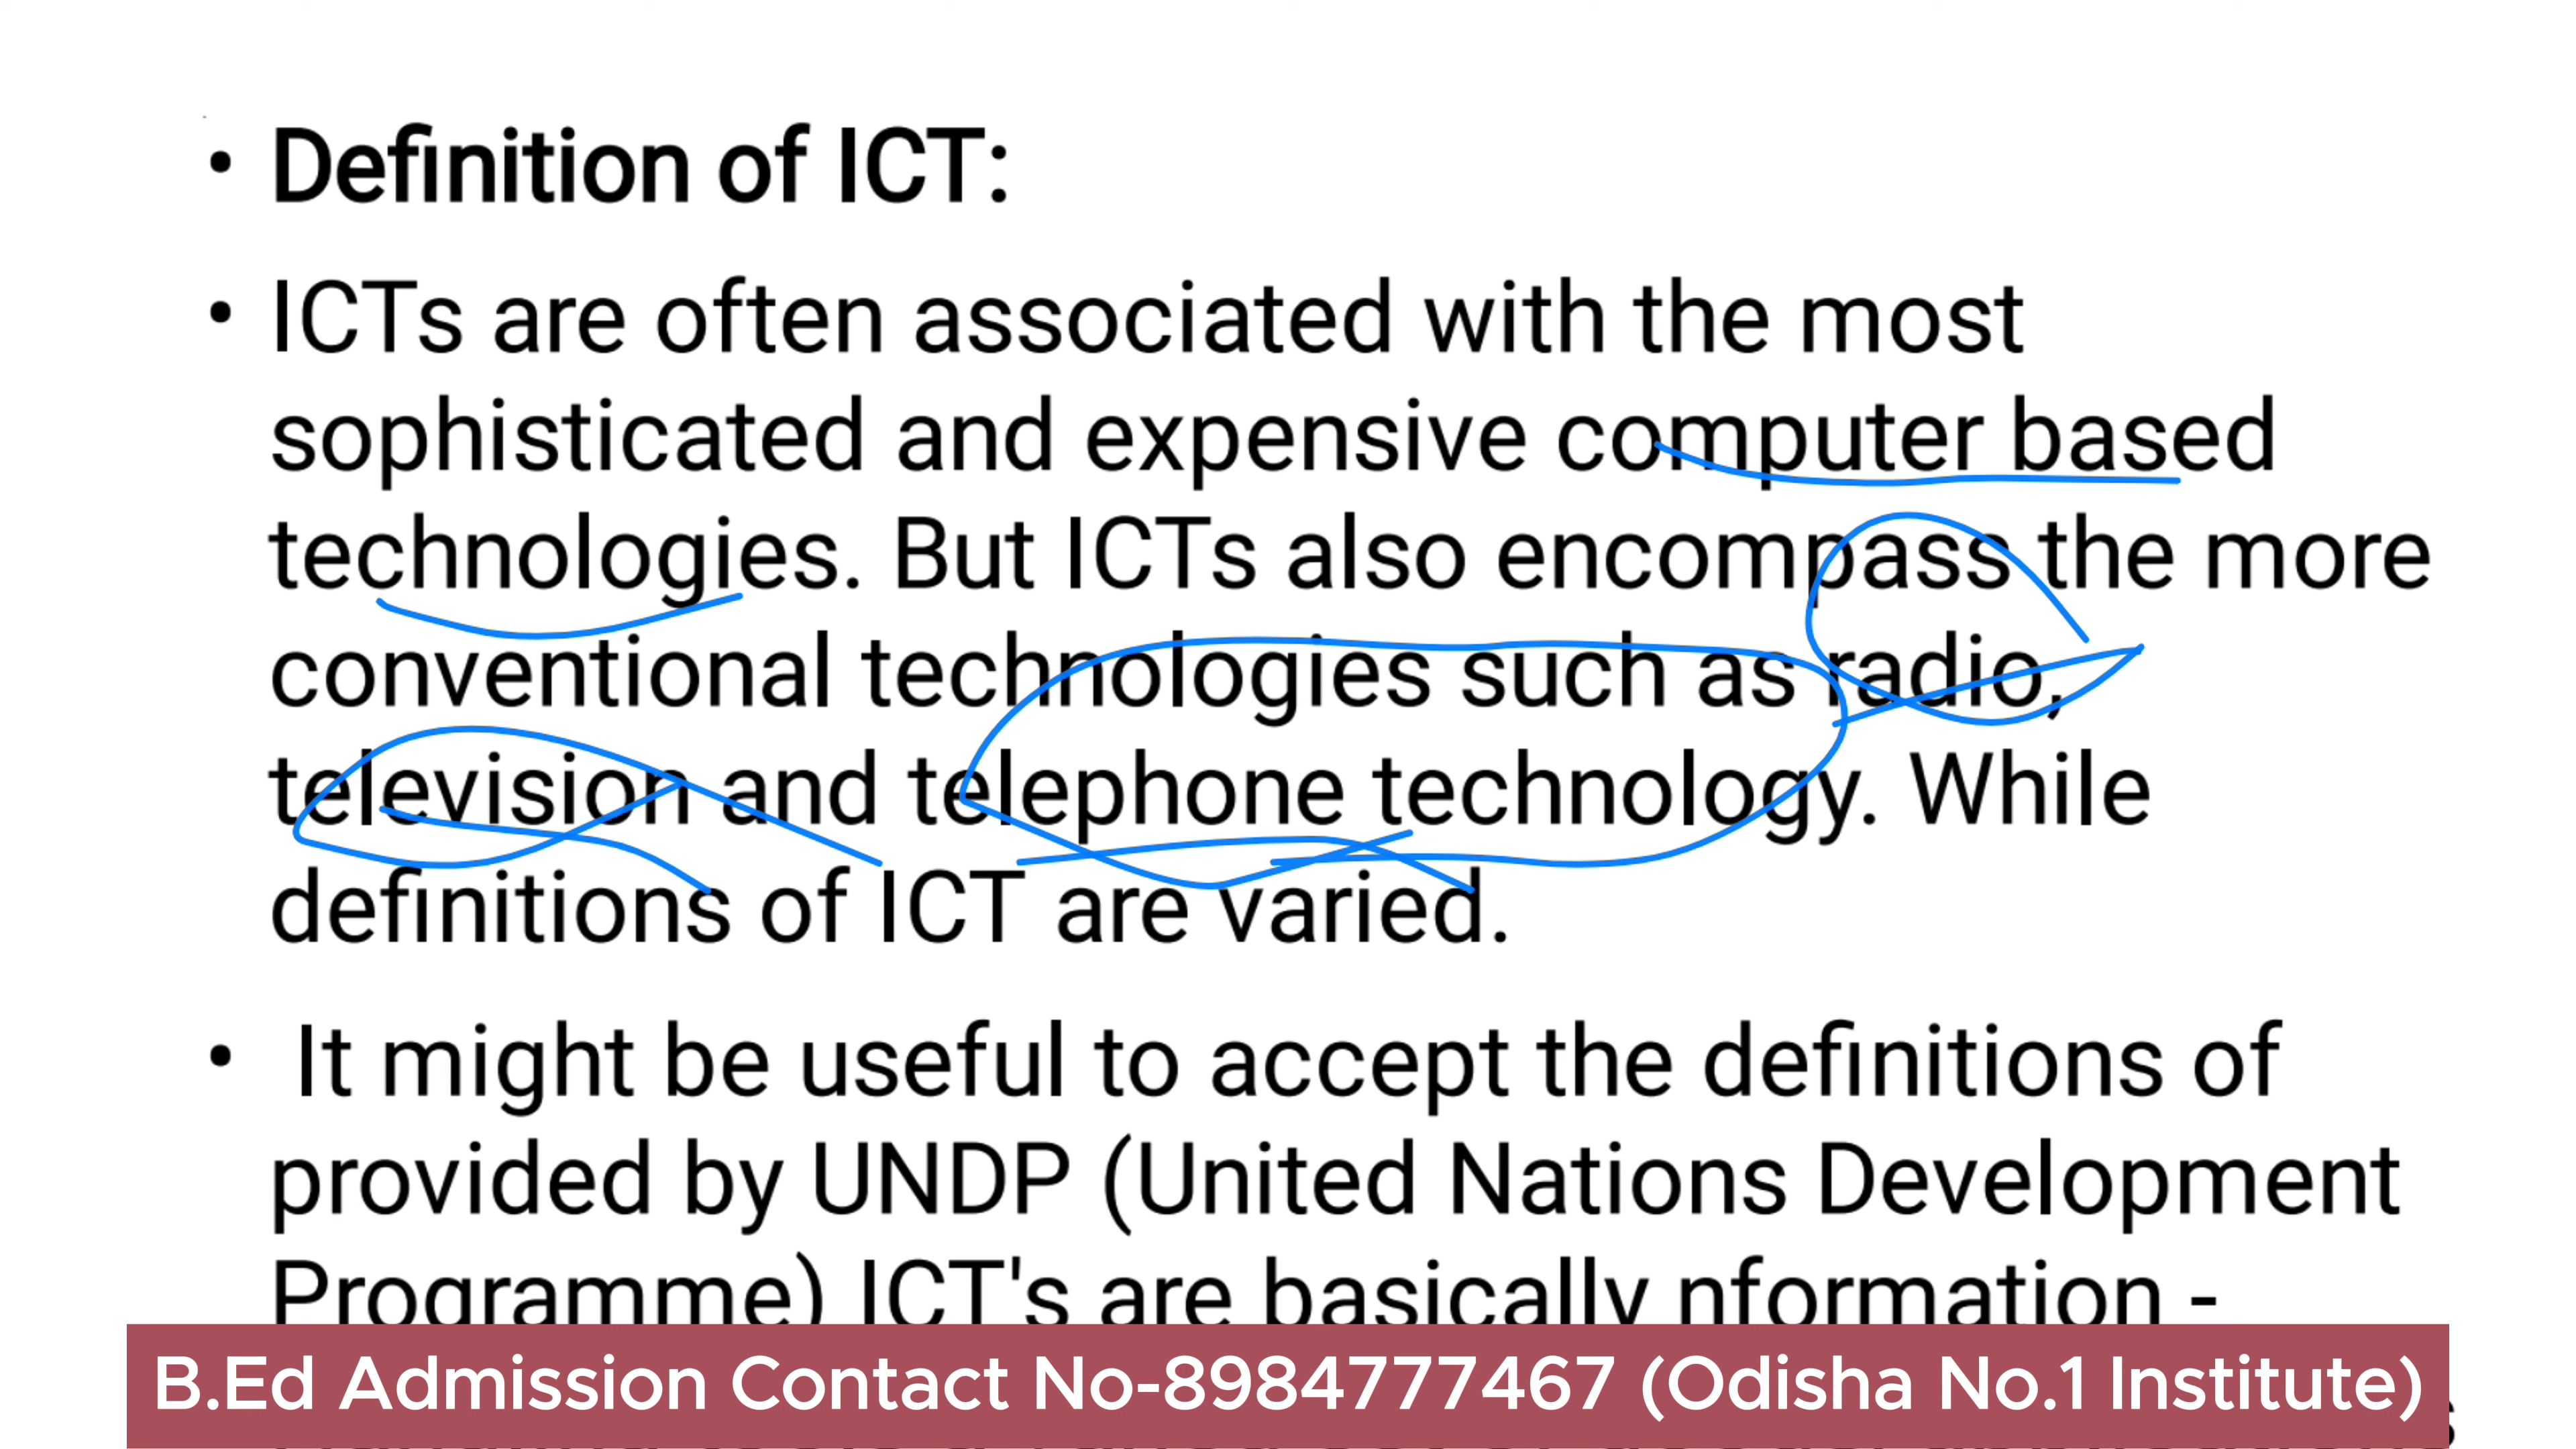 • Definition of ICT:
• ICTs are often associated with the most
sophisticated and expensive computer based
technologies. But ICTs also encompass the more
conventional technologies such as radio,
television and telephone technology. While
definitions of ICT are varied.
• It might be useful to accept the definitions of
provided by UNDP (United Nations Development
Programme) ICT's are basically nformation -
B.Ed Admission Contact No-8984777467 (Odisha No.1 Institute)